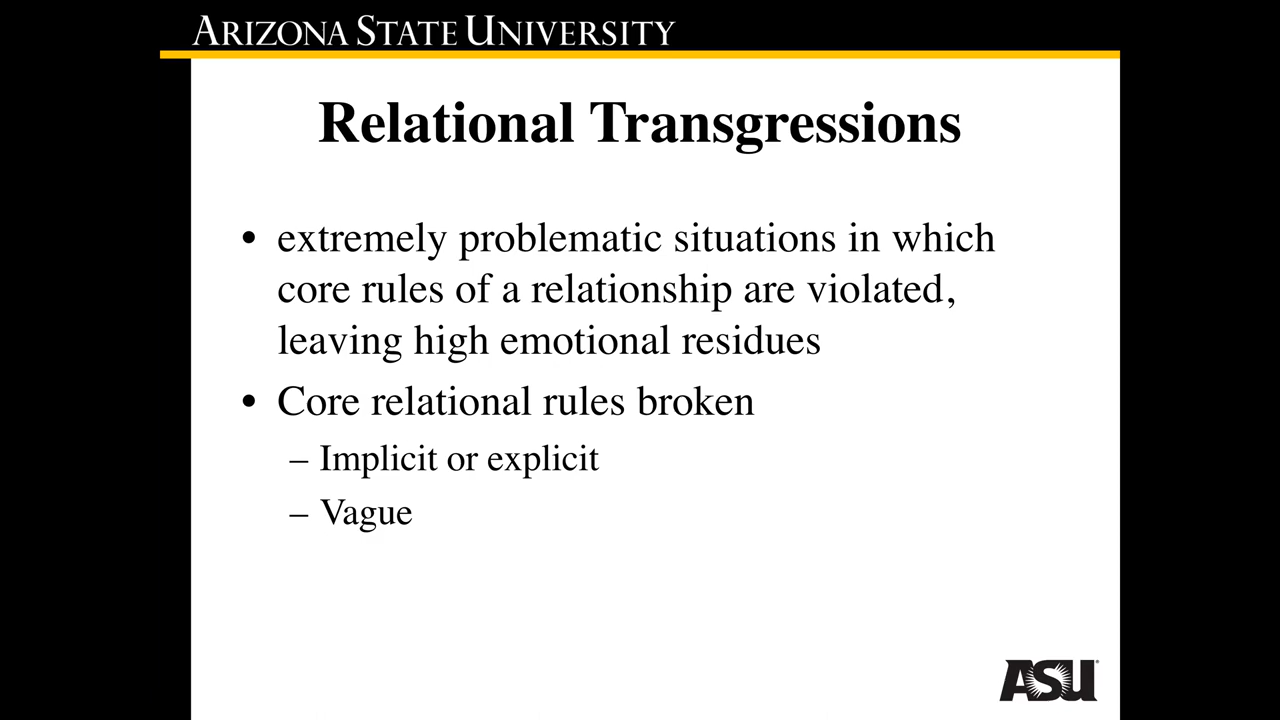 ARIZONA STATE UNIVERSITY
Relational Transgressions
• extremely problematic situations in which
core rules of a relationship are violated,
leaving high emotional residues
• Core relational rules broken
– Implicit or explicit
– Vague
ASU